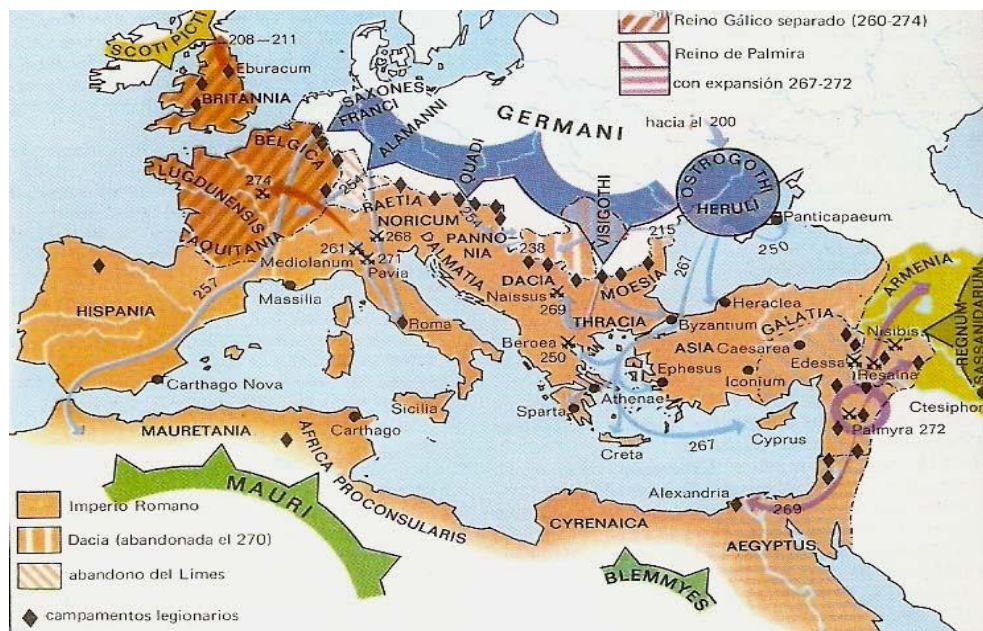 Reino Gálico separado (260-274)
Reino de Palmira
con expansión 267-272
SCOTI PICTI
208—211
Eburacum
BRITANNIA
SAXONES
FRANCI
ALAMANNI
GERMANI
hacia el 200
BELGICA
QUADI
OSTROGOTHI
HERULI
LUGDUNENSIS
274
254
RAETIA
NORICUM
254
VISIGOTHI
215
Panticapaeum
250
AQUITANIA
261
268
PANNO-
NIA
238
267
Mediolanum
271
Pavia
DALMATIA
DACIA
MOESIA
ARMENIA
257
Massilia
Naissus
269
Heraclea
HISPANIA
Roma
THRACIA
Byzantium
GALATIA
Nisibis
REGNUM
SASSANIDARUM
Beroea
250
ASIA
Caesarea
Edessa
Resaina
Carthago Nova
Ephesus
Iconium
Sicilia
Sparta
Athenae
Ctesiphon
MAURETANIA
Carthago
Creta
267
Cyprus
Palmyra 272
AFRICA PROCONSULARIS
MAURI
Alexandria
269
Imperio Romano
CYRENAICA
AEGYPTUS
Dacia (abandonada el 270)
abandono del Limes
BLEMMYES
campamentos legionarios